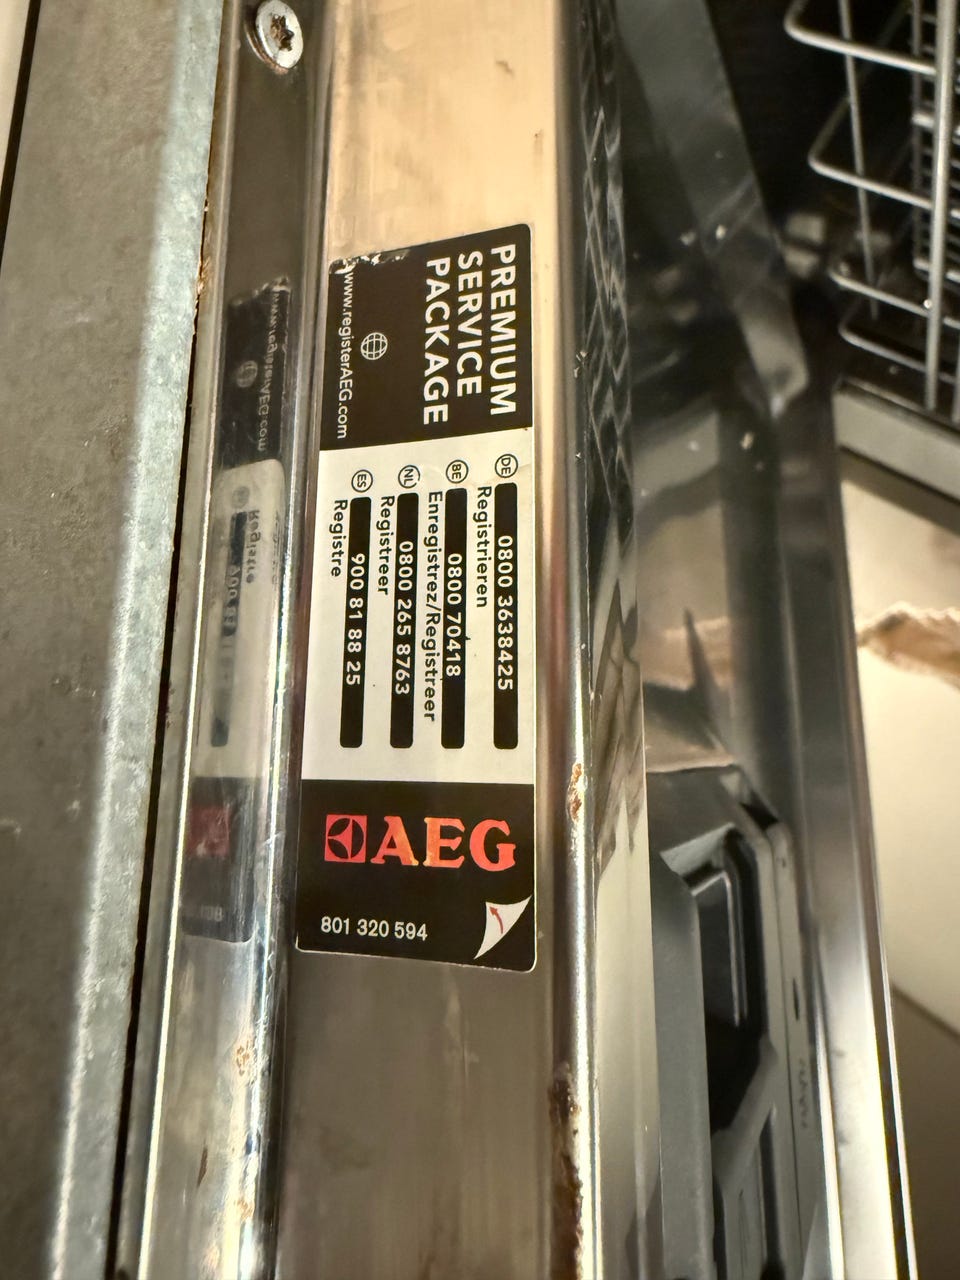 PREMIUM
SERVICE
PACKAGE
www.registerAEG.com
DE 0800 3638425
Registrieren
BE 0800 70418
Enregistrez/Registreer
NL 0800 265 8763
Registreer
ES 900 81 88 25
Registre
AEG
801 320 594